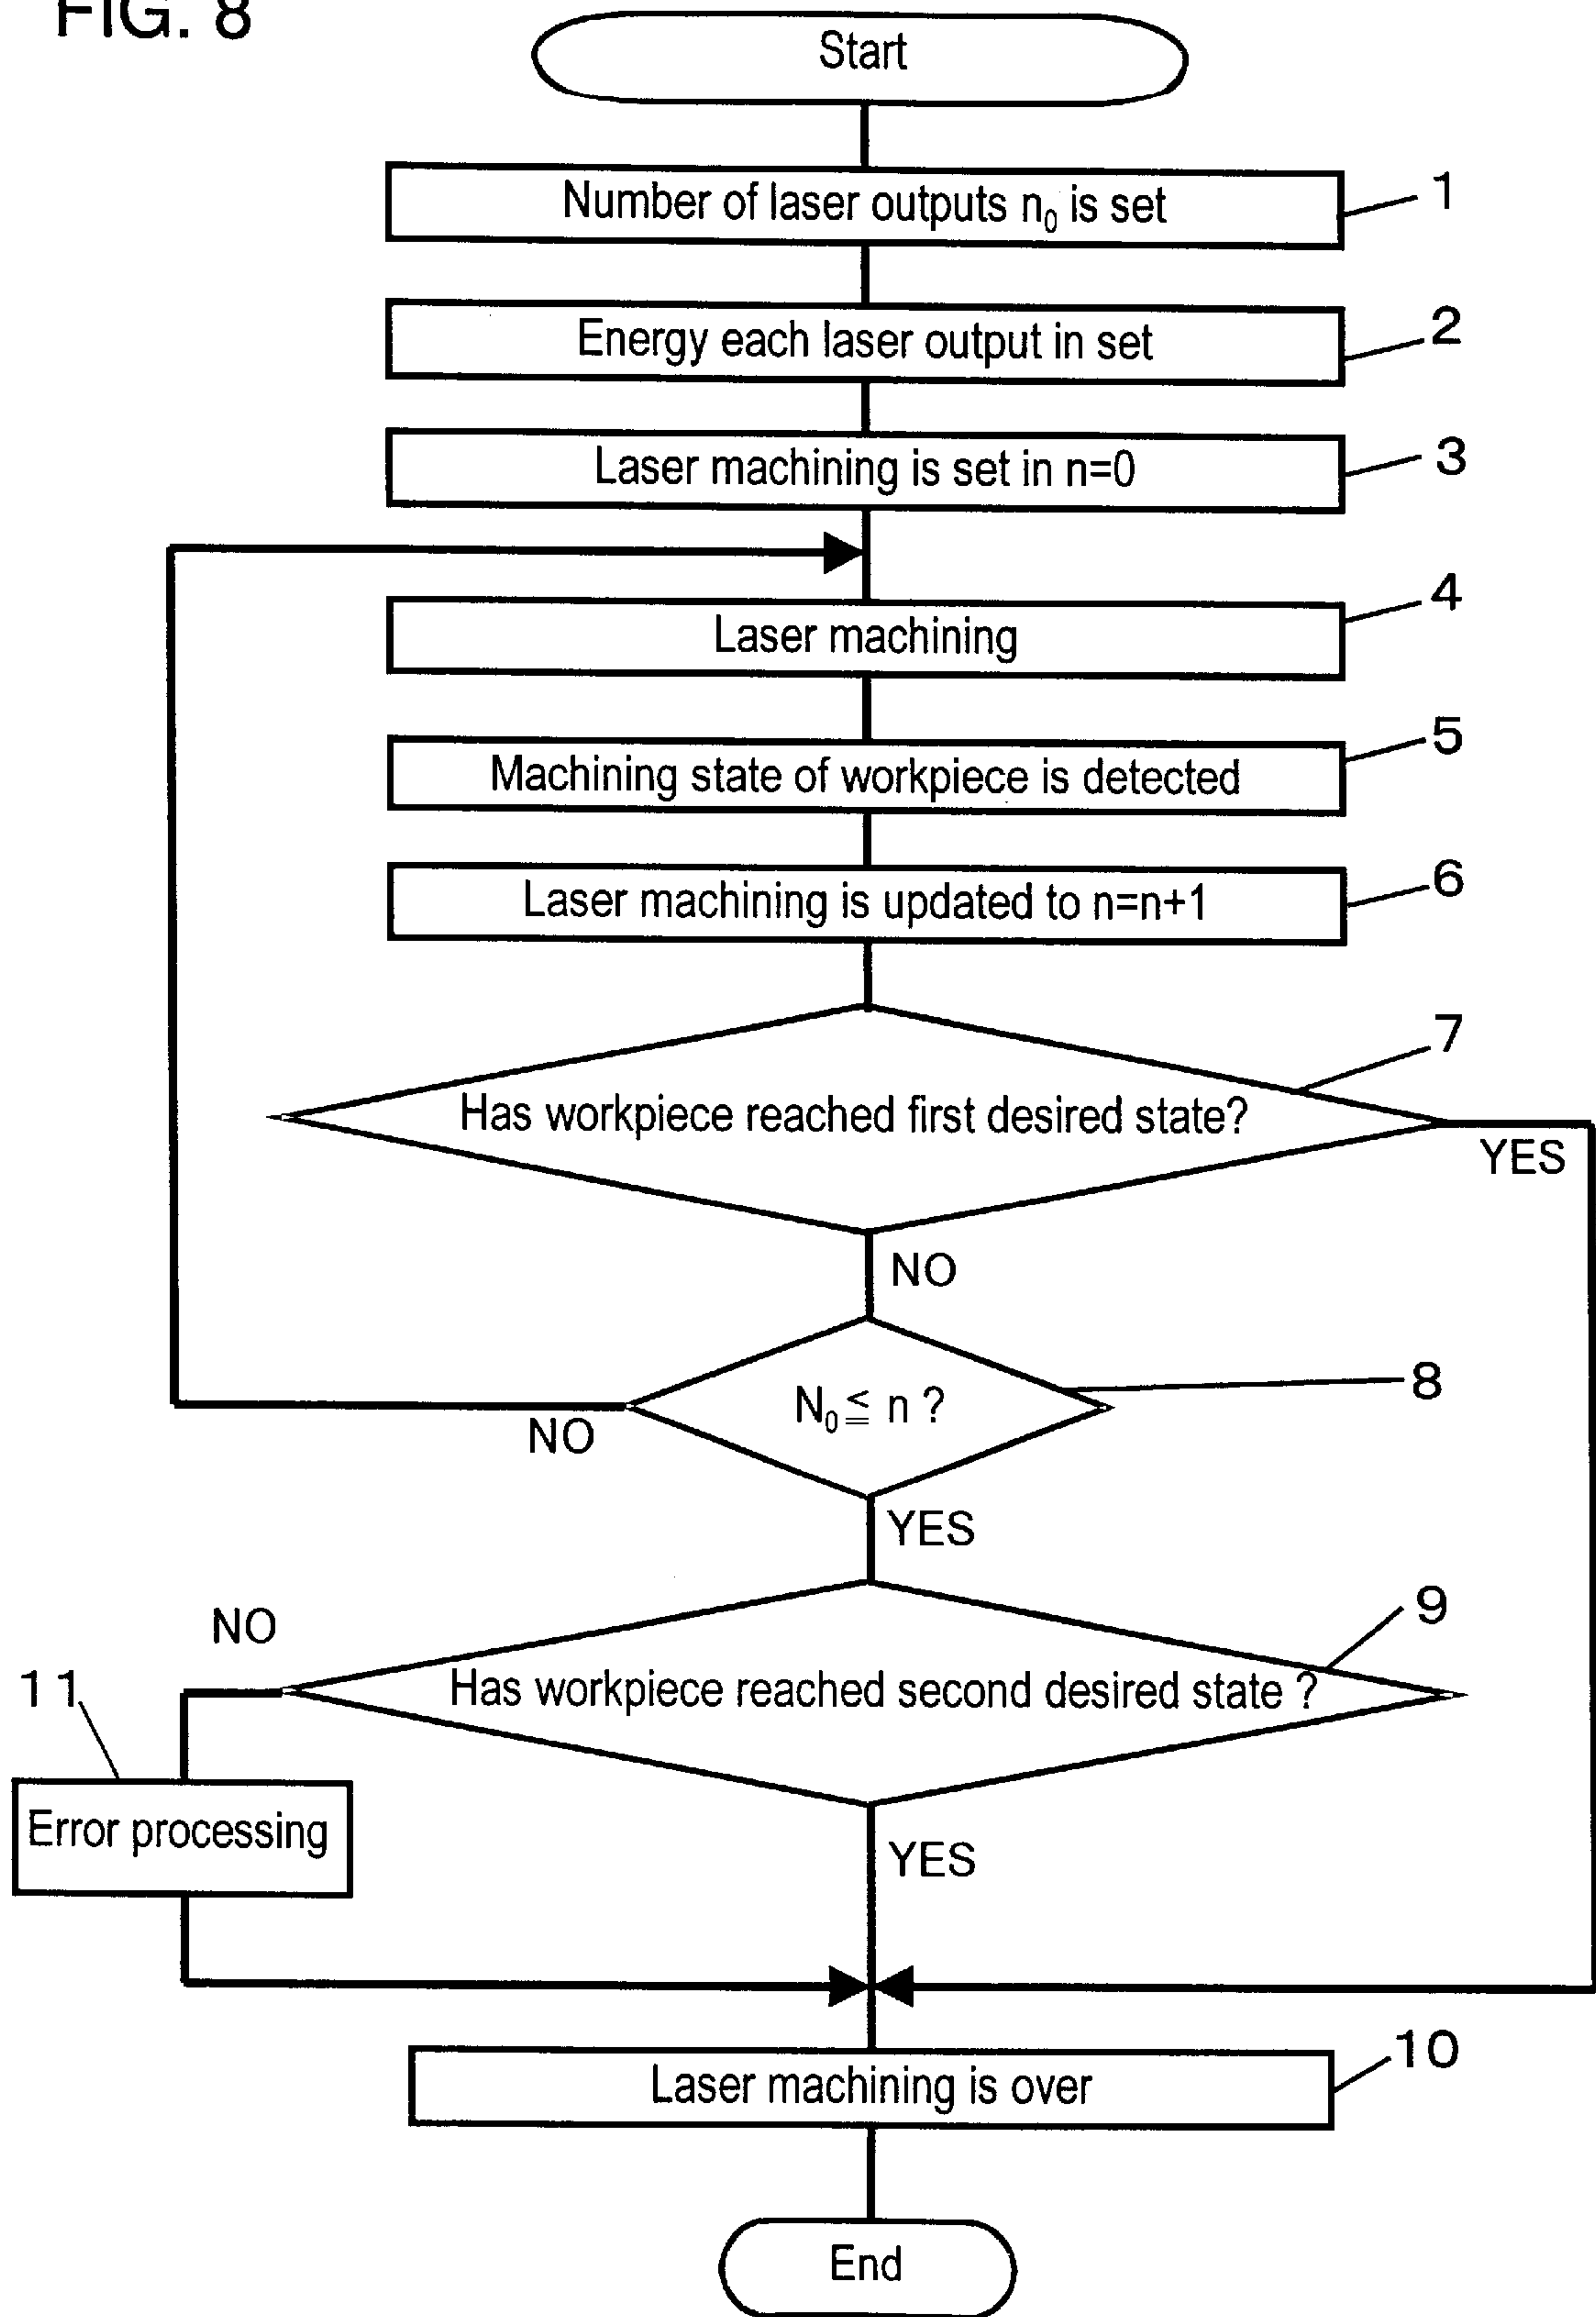 FIG. 8
Start
Number of laser outputs n₀ is set
1
Energy each laser output in set
2
Laser machining is set in n=0
3
Laser machining
4
Machining state of workpiece is detected
5
Laser machining is updated to n=n+1
6
7
Has workpiece reached first desired state?
YES
NO
N₀ ≦ n ?
8
NO
YES
9
NO
Has workpiece reached second desired state ?
11
Error processing
YES
10
Laser machining is over
End